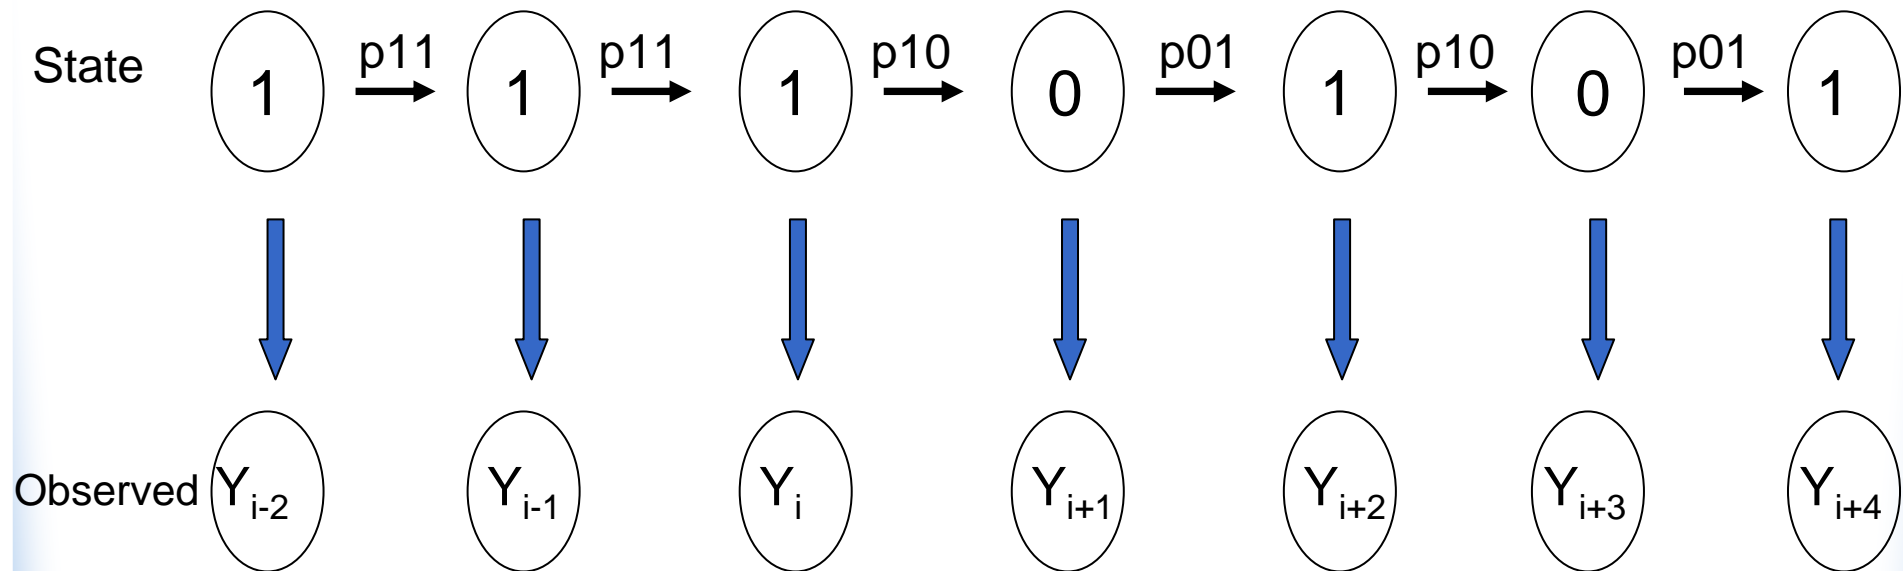 State 1 p11 1 p11 1 p10 0 p01 1 p10 0 p01 1
Observed Yi-2 Yi-1 Yi Yi+1 Yi+2 Yi+3 Yi+4